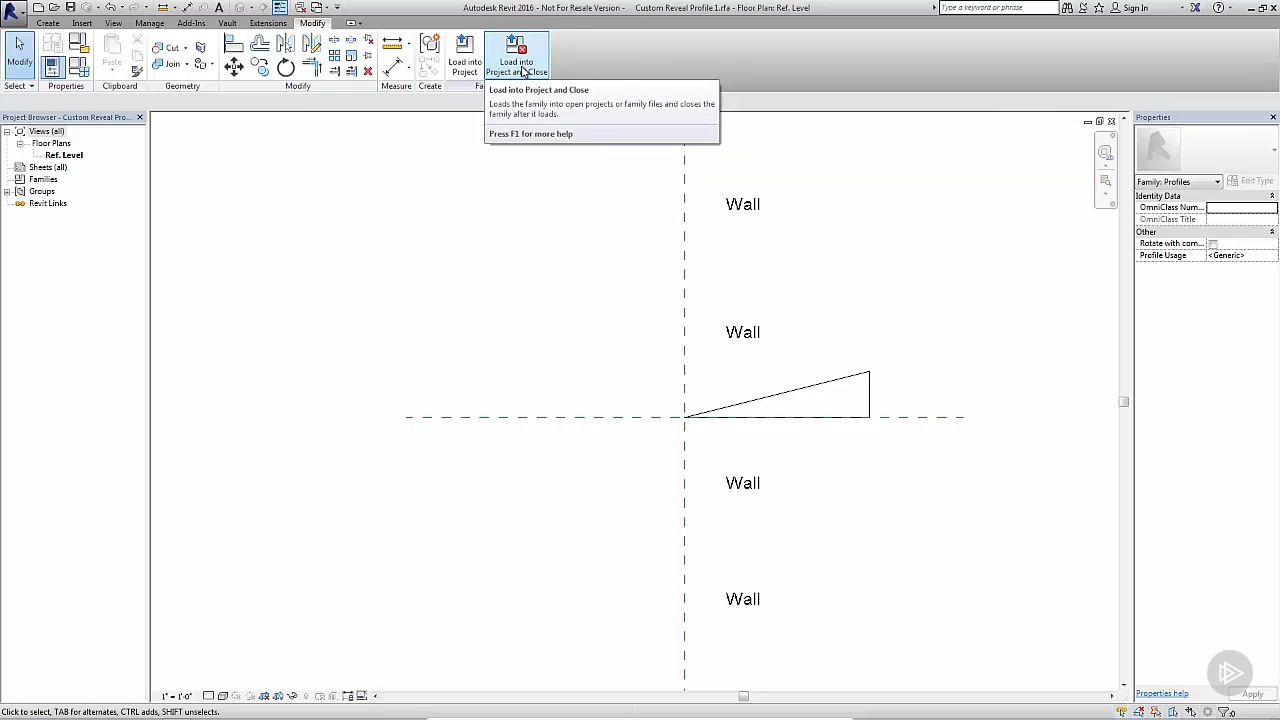 Autodesk Revit 2016 - Not For Resale Version - Custom Reveal Profile 1.rfa - Floor Plan: Ref. Level
Type a keyword or phrase
Sign In
Create Insert View Manage Add-Ins Vault Extensions Modify
Modify
Paste
Cut
Join
Load into
Project
Load into
Project and Close
Select Properties Clipboard Geometry Modify Measure Create
Load into Project and Close
Loads the family into open projects or family files and closes the
family after it loads.
Press F1 for more help
Project Browser - Custom Reveal Pro...
Views (all)
Floor Plans
Ref. Level
Sheets (all)
Families
Groups
Revit Links
Wall
Wall
Wall
Wall
Properties
Family: Profiles
Edit Type
Identity Data
OmniClass Num...
OmniClass Title
Other
Rotate with com...
Profile Usage <Generic>
Properties help
Apply
1" = 1'-0"
Click to select, TAB for alternates, CTRL adds, SHIFT unselects.
:0